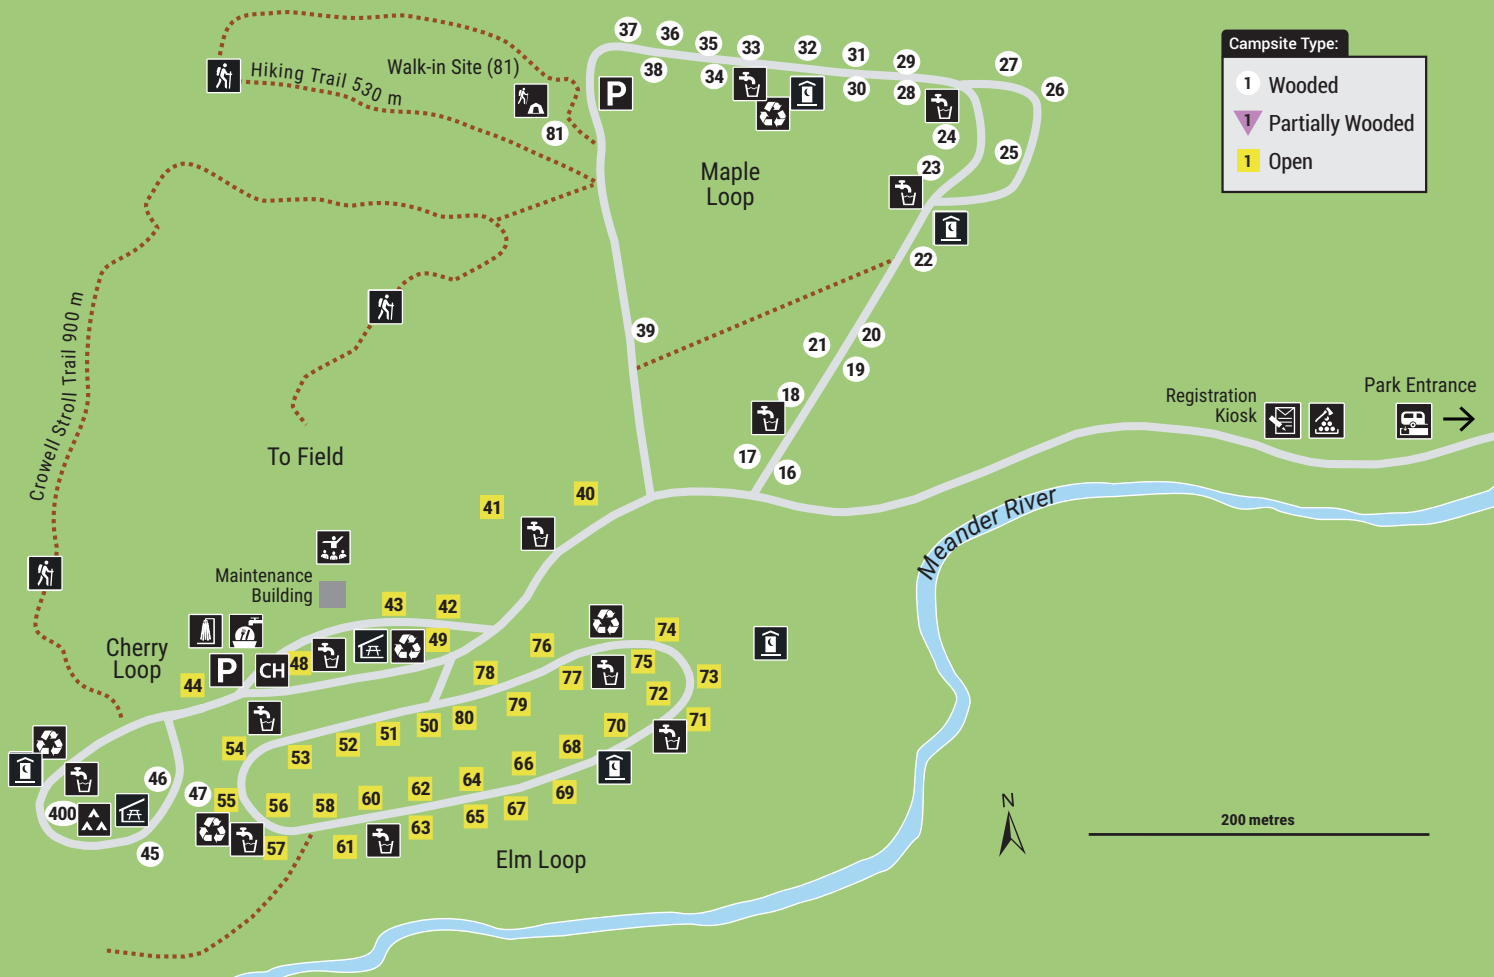 37
36
35
33
32
31
29
27
38
34
30
28
26
24
25
23
22
Walk-in Site (81)
81
Hiking Trail 530 m
P
Maple
Loop
Campsite Type:
1 Wooded
1 Partially Wooded
1 Open
39
21
20
19
18
17
16
Registration
Kiosk
Park Entrance
Crowell Stroll Trail 900 m
To Field
40
41
Meander River
Maintenance
Building
43
42
49
48
CH
P
Cherry
Loop
44
76
74
75
73
72
71
70
78
77
79
80
50
51
52
53
54
68
66
64
62
60
58
56
55
57
47
46
400
45
69
67
65
63
61
Elm Loop
N
200 metres